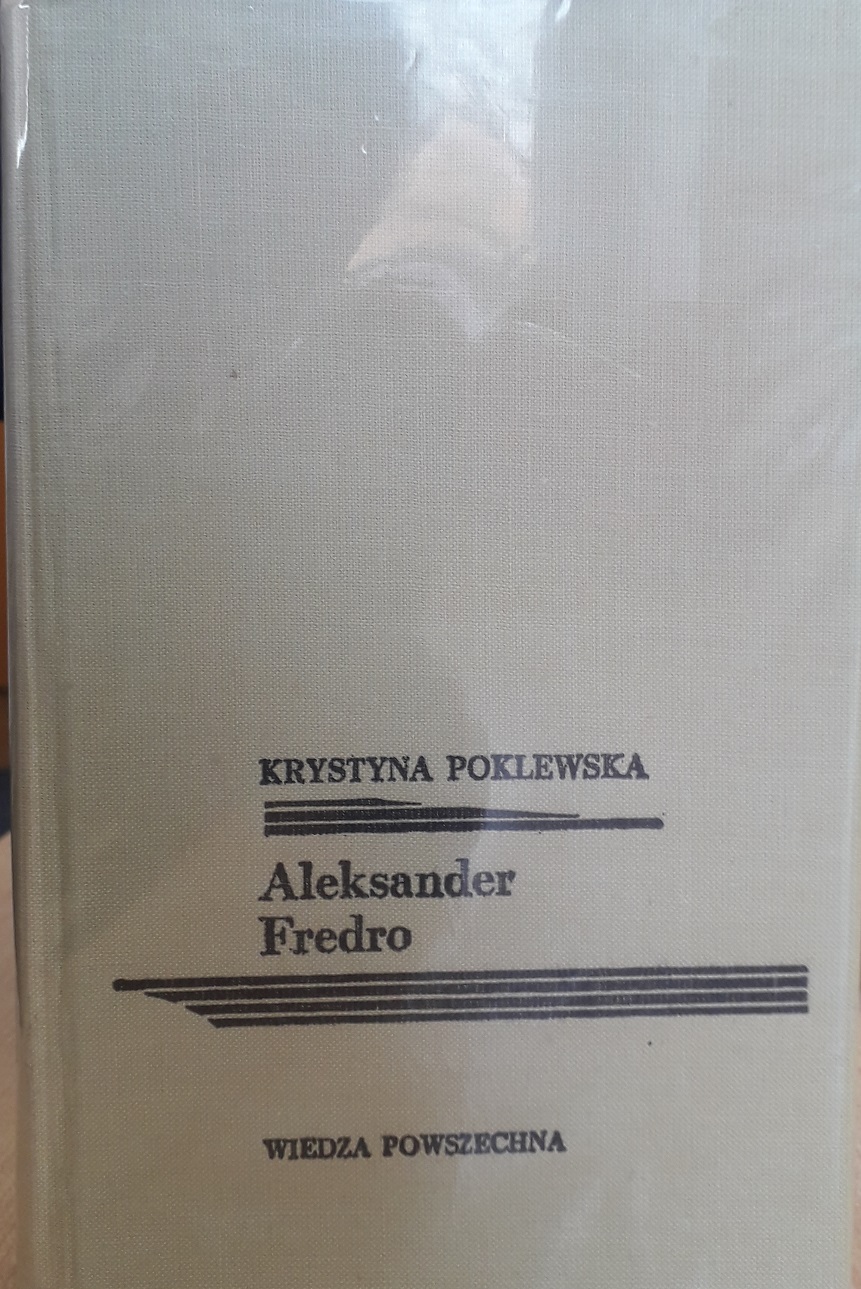 KRYSTYNA POKLEWSKA
Aleksander
Fredro
WIEDZA POWSZECHNA